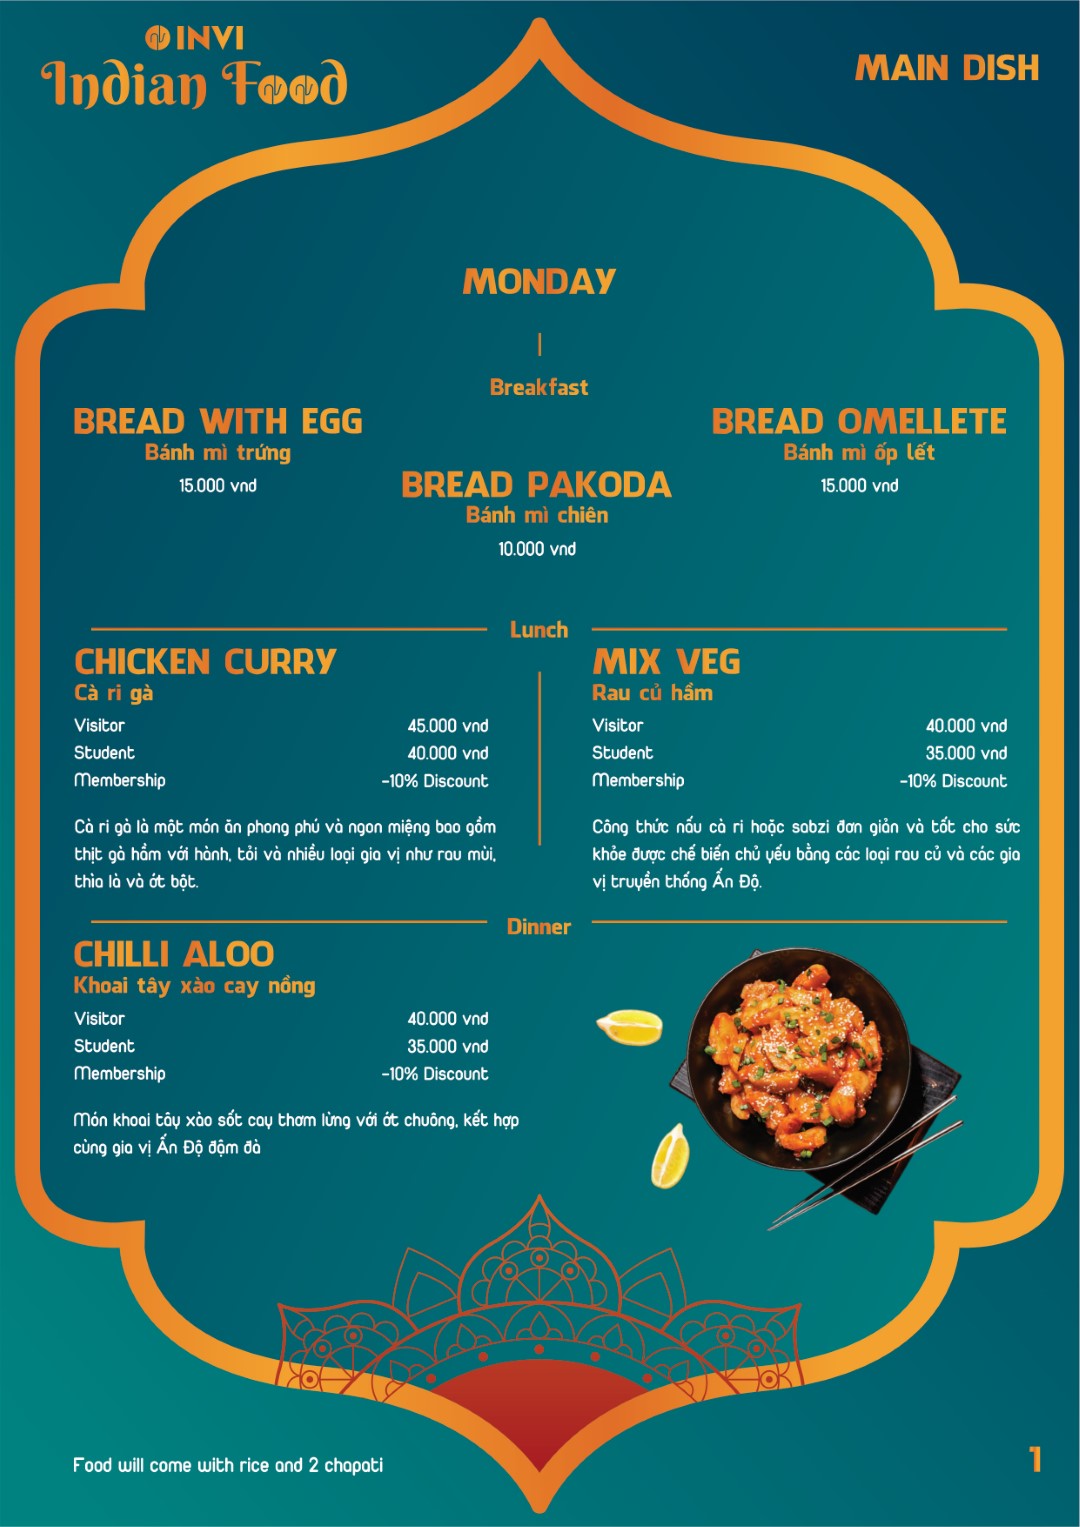 INVI
Indian Food
MAIN DISH
MONDAY
Breakfast
BREAD WITH EGG
Bánh mì trứng
15.000 vnd
BREAD PAKODA
Bánh mì chiên
10.000 vnd
BREAD OMELLETE
Bánh mì ốp lết
15.000 vnd
Lunch
CHICKEN CURRY
Cà ri gà
Visitor 45.000 vnd
Student 40.000 vnd
Membership -10% Discount
Cà ri gà là một món ăn phong phú và ngon miệng bao gồm
thịt gà hầm với hành, tỏi và nhiều loại gia vị như rau mùi,
thìa là và ớt bột.
MIX VEG
Rau củ hầm
Visitor 40.000 vnd
Student 35.000 vnd
Membership -10% Discount
Công thức nấu cà ri hoặc sabzi đơn giản và tốt cho sức
khỏe được chế biến chủ yếu bằng các loại rau củ và các gia
vị truyền thống Ấn Độ.
Dinner
CHILLI ALOO
Khoai tây xào cay nồng
Visitor 40.000 vnd
Student 35.000 vnd
Membership -10% Discount
Món khoai tây xào sốt cay thơm lừng với ớt chuông, kết hợp
cùng gia vị Ấn Độ đậm đà
Food will come with rice and 2 chapati
1